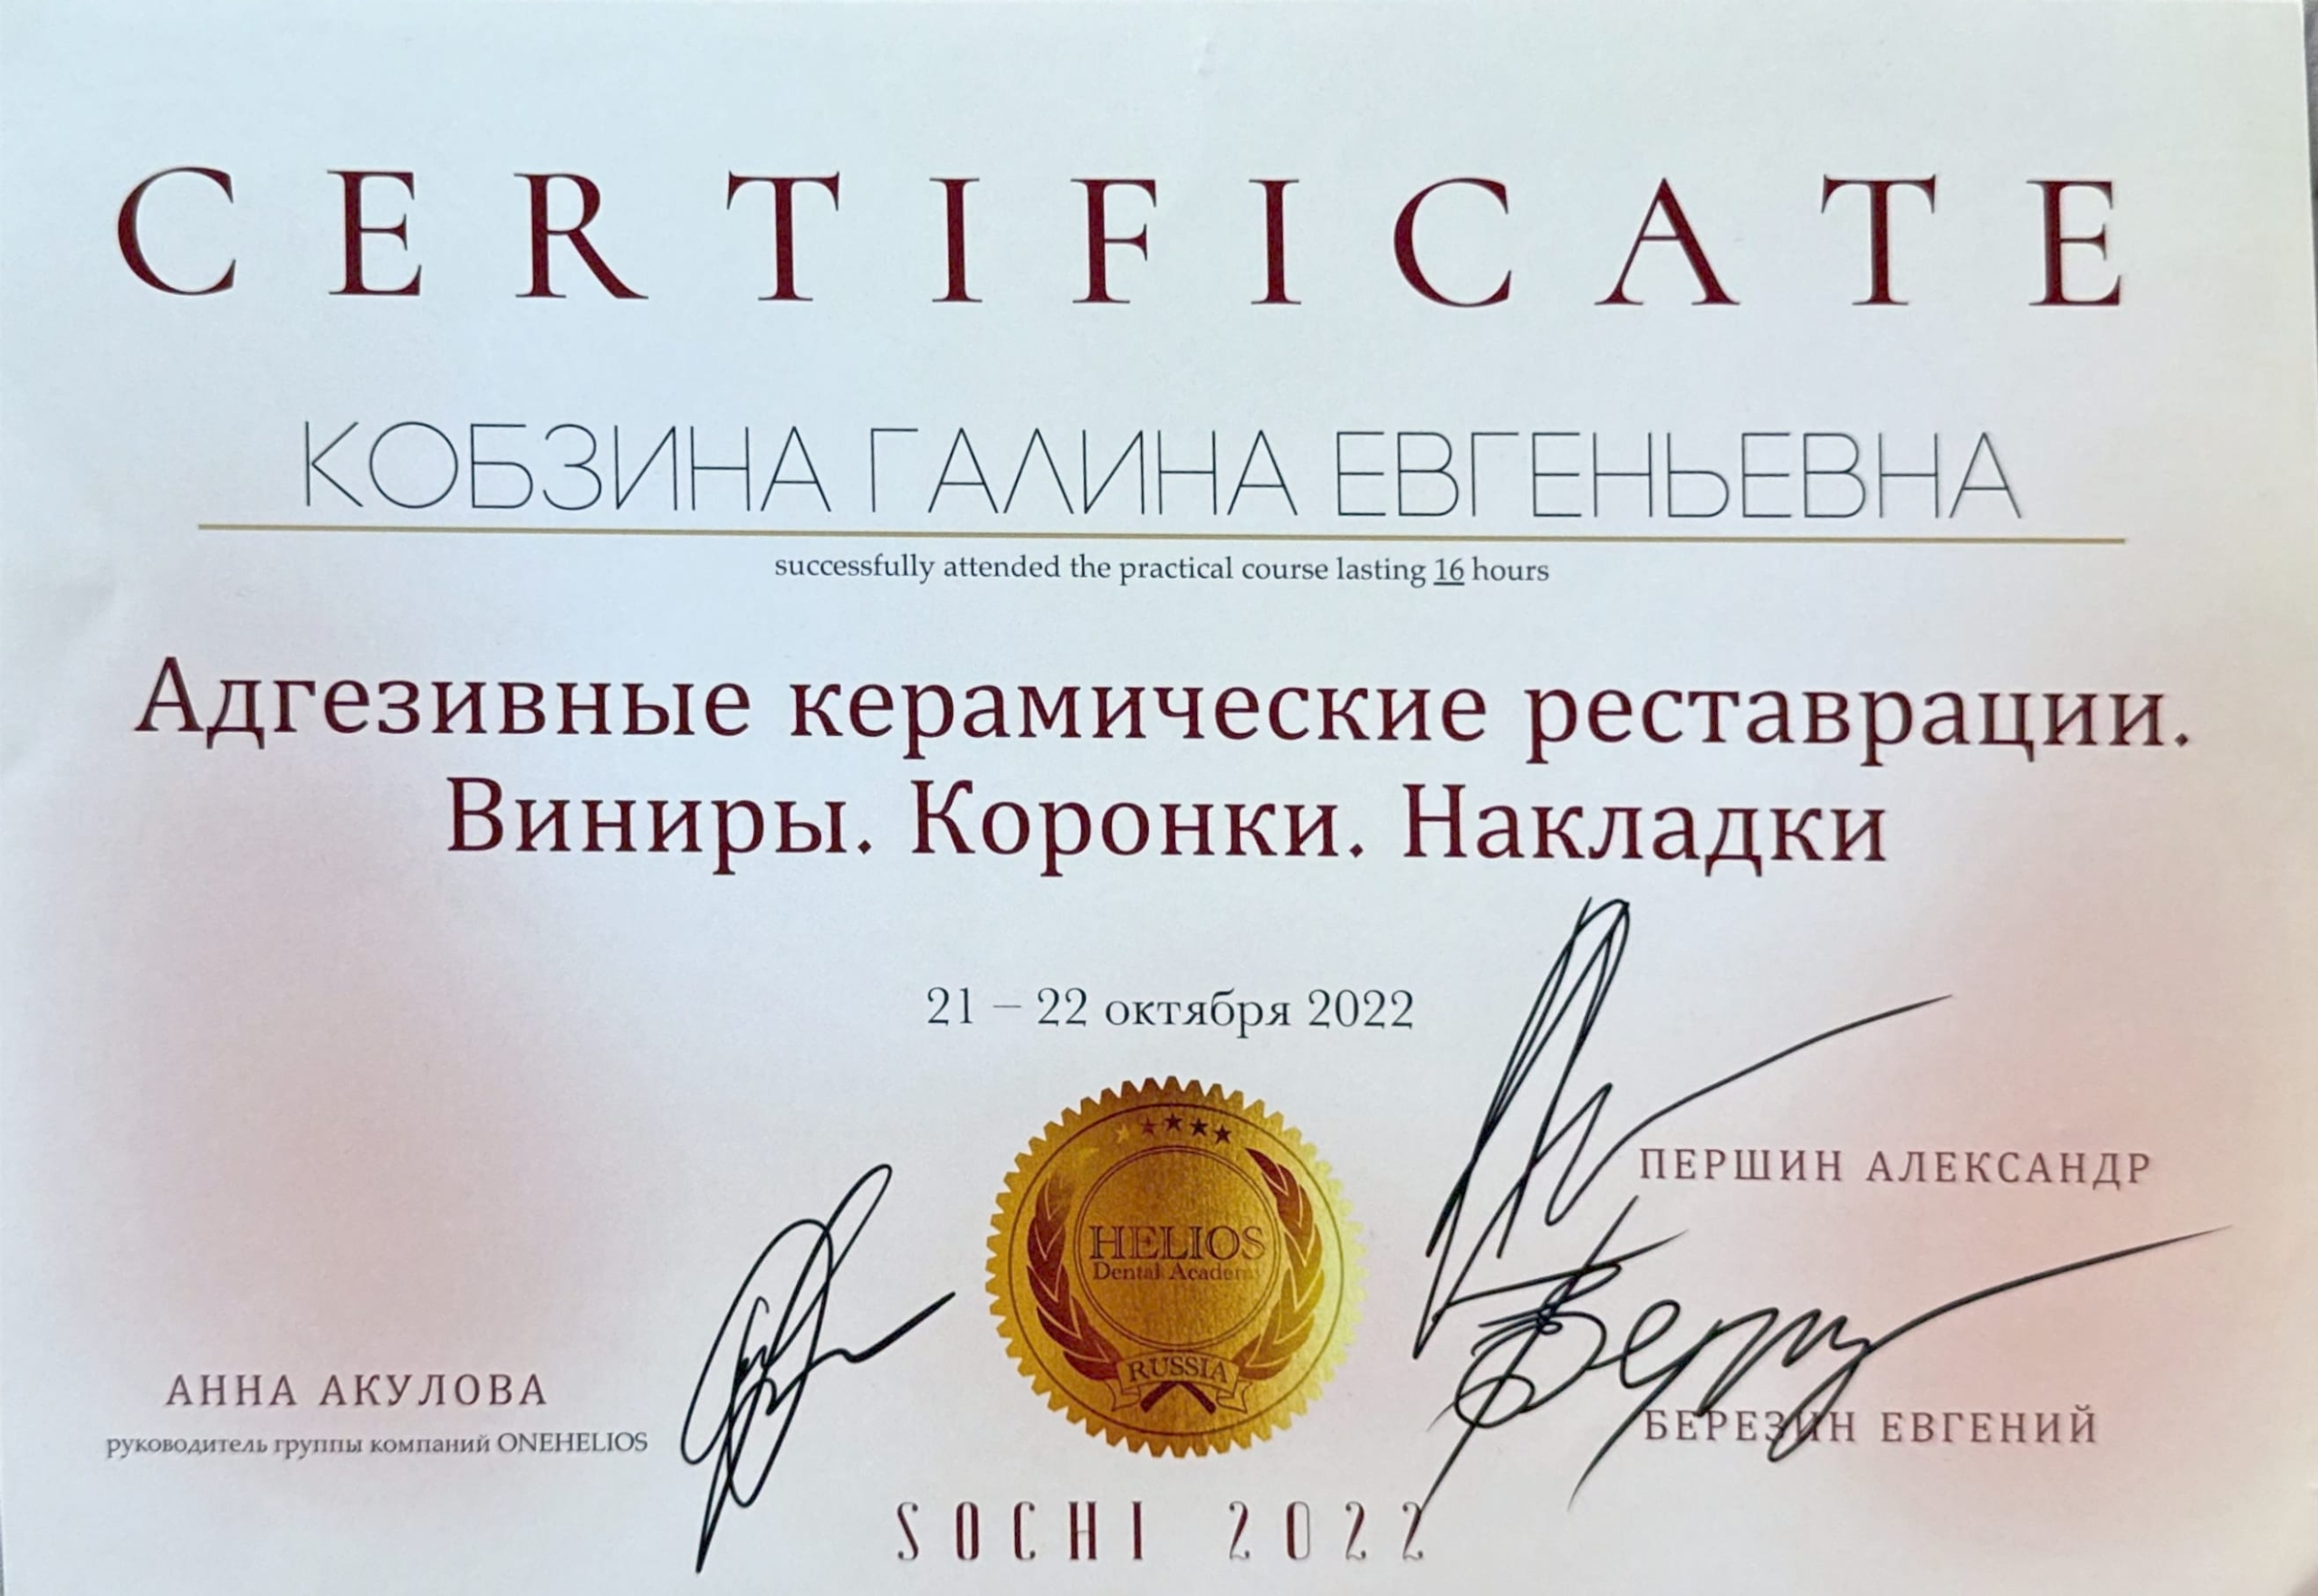 CERTIFICATE
КОБЗИНА ГАЛИНА ЕВГЕНЬЕВНА
successfully attended the practical course lasting 16 hours
Адгезивные керамические реставрации.
Виниры. Коронки. Накладки
21 – 22 октября 2022
ПЕРШИН АЛЕКСАНДР
HELIOS
Dental Academy
RUSSIA
АННА АКУЛОВА
руководитель группы компаний ONEHELIOS
БЕРЕЗИН ЕВГЕНИЙ
SOCHI 2022